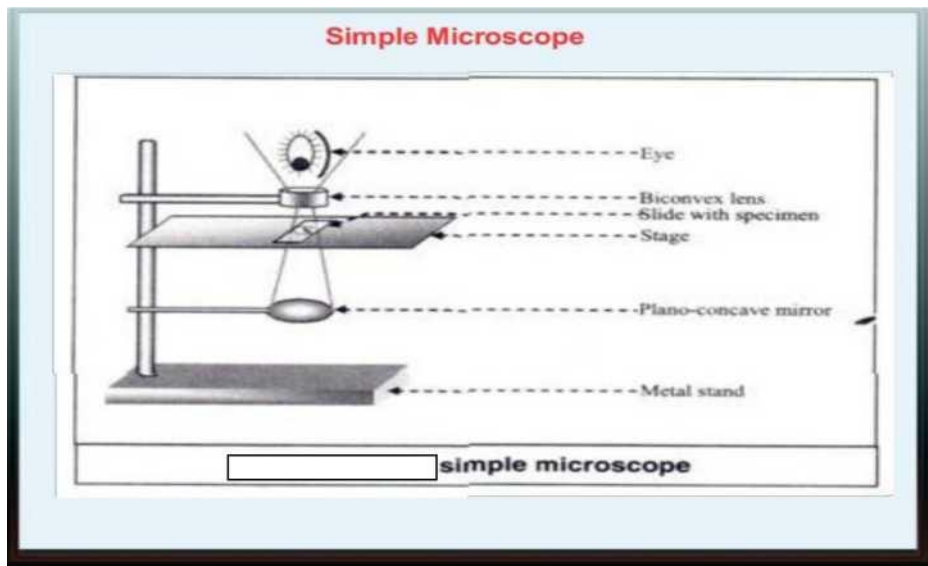 Simple Microscope
Eye
Biconvex lens
Slide with specimen
Stage
Plano-concave mirror
Metal stand
simple microscope